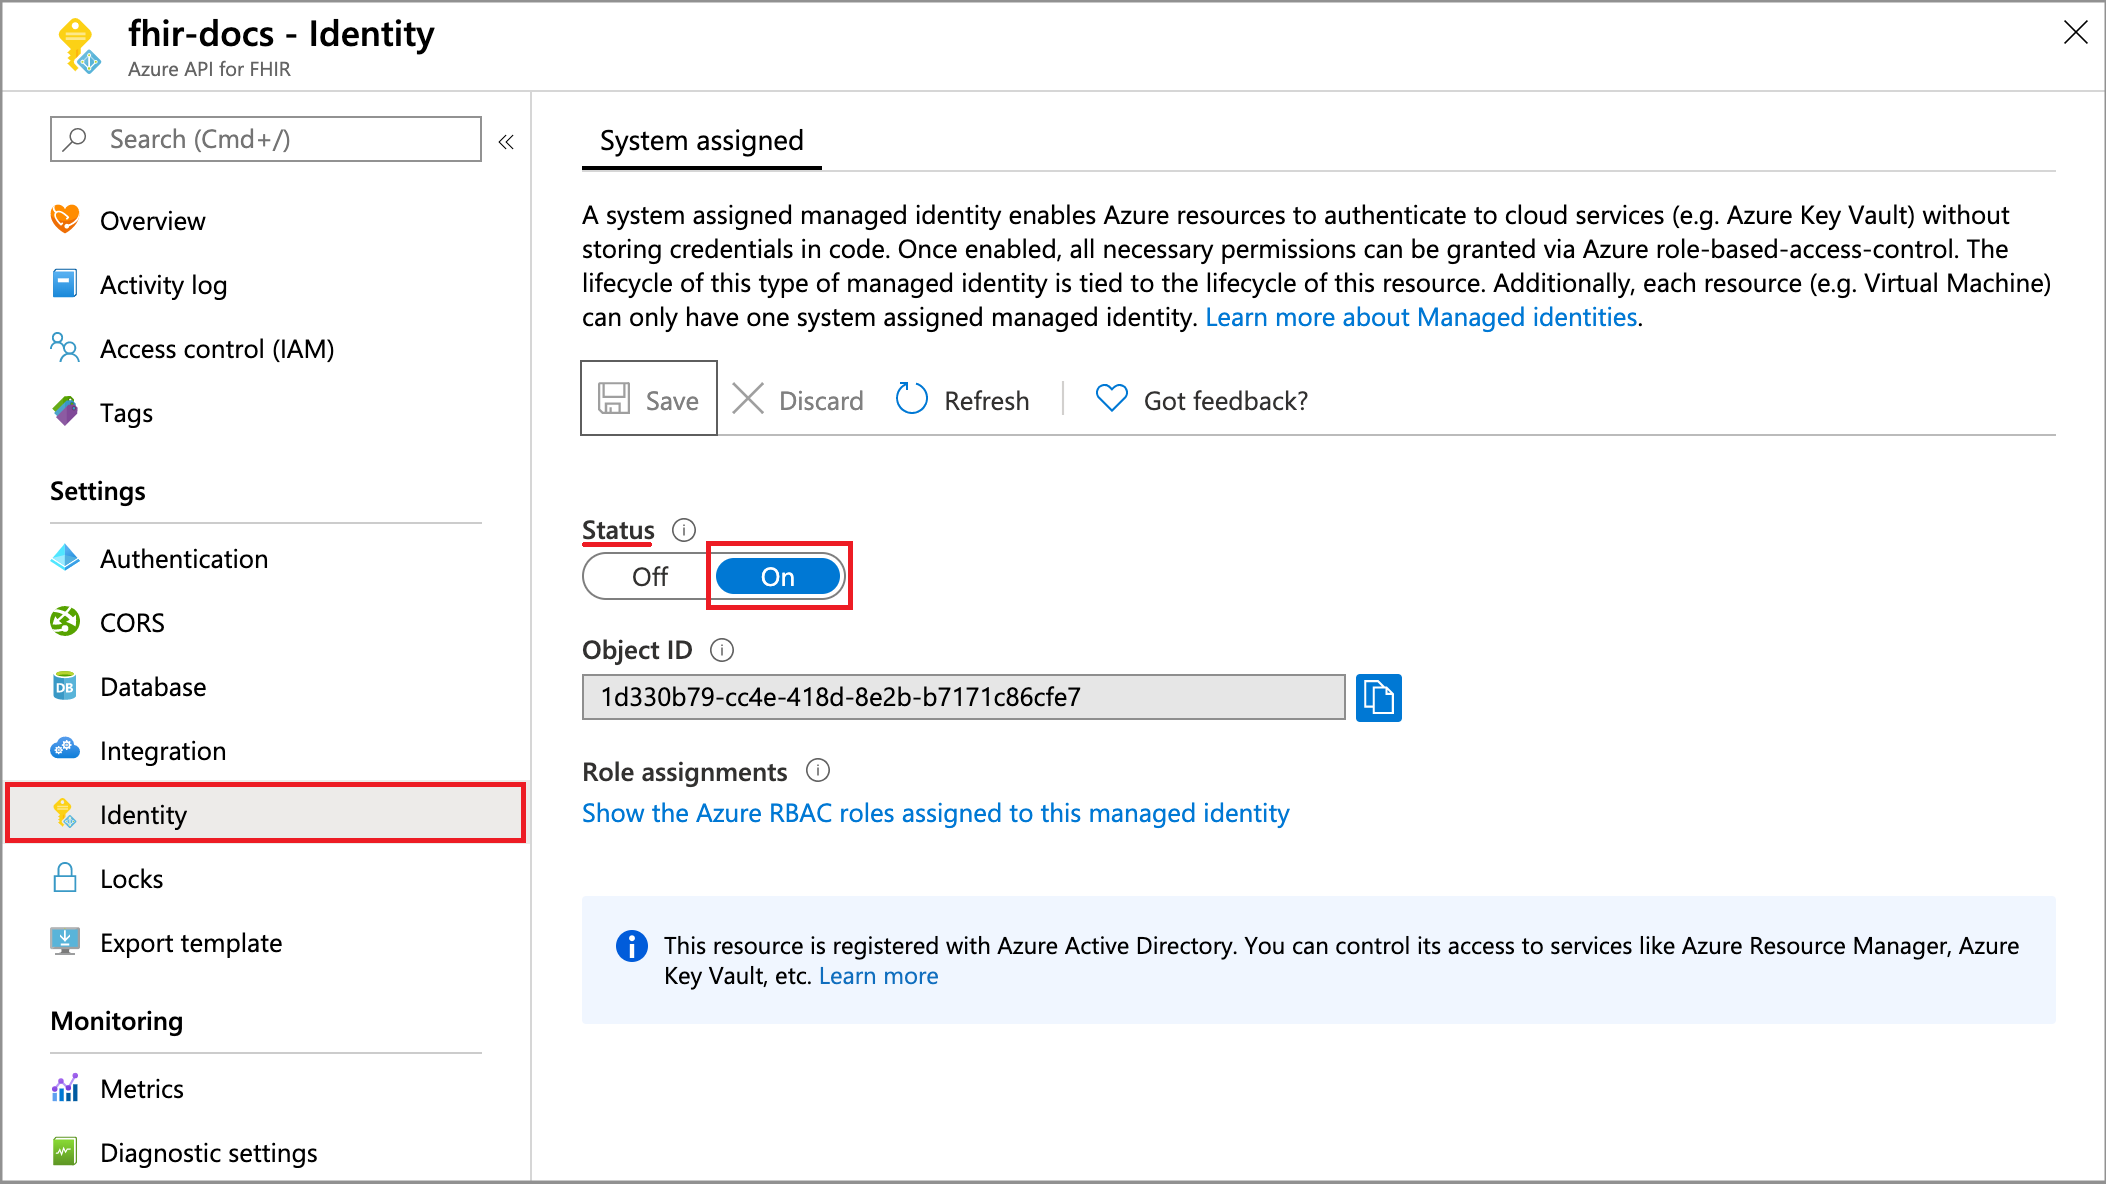 fhir-docs - Identity
Azure API for FHIR
Search (Cmd+/)
Overview
Activity log
Access control (IAM)
Tags
Settings
Authentication
CORS
DB
Database
Integration
Identity
Locks
Export template
Monitoring
Metrics
Diagnostic settings
System assigned
A system assigned managed identity enables Azure resources to authenticate to cloud services (e.g. Azure Key Vault) without
storing credentials in code. Once enabled, all necessary permissions can be granted via Azure role-based-access-control. The
lifecycle of this type of managed identity is tied to the lifecycle of this resource. Additionally, each resource (e.g. Virtual Machine)
can only have one system assigned managed identity. Learn more about Managed identities.
Save Discard Refresh Got feedback?
Status
Off On
Object ID
1d330b79-cc4e-418d-8e2b-b7171c86cfe7
Role assignments
Show the Azure RBAC roles assigned to this managed identity
This resource is registered with Azure Active Directory. You can control its access to services like Azure Resource Manager, Azure
Key Vault, etc. Learn more